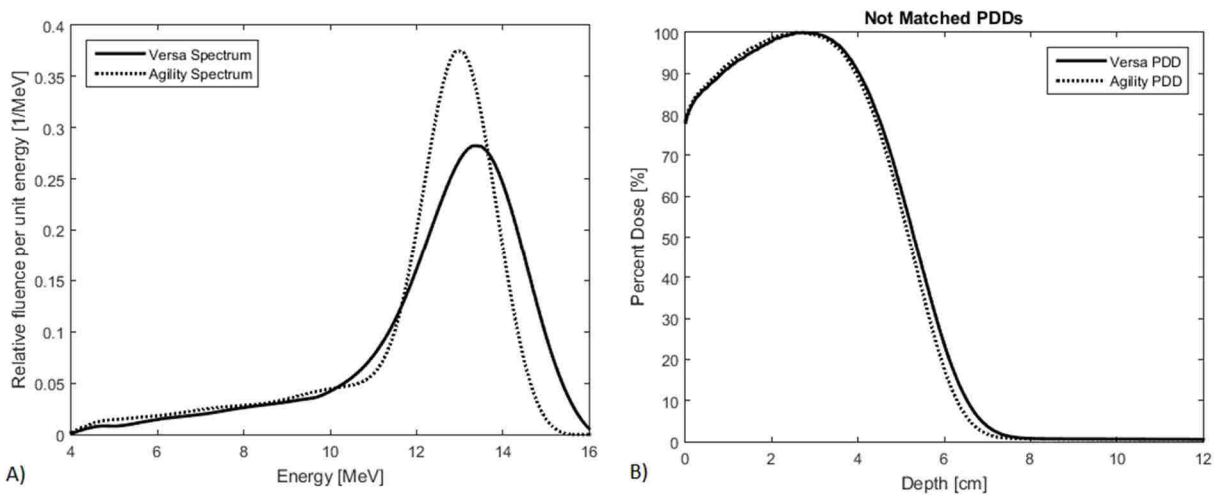 0.4
0.35
0.3
0.25
0.2
0.15
0.1
0.05
0
Relative fluence per unit energy [1/MeV]
Versa Spectrum
Agility Spectrum
4 6 8 10 12 14 16
Energy [MeV]
A)
Not Matched PDDs
100
90
80
70
60
50
40
30
20
10
0
Percent Dose [%]
Versa PDD
Agility PDD
0 2 4 6 8 10 12
Depth [cm]
B)